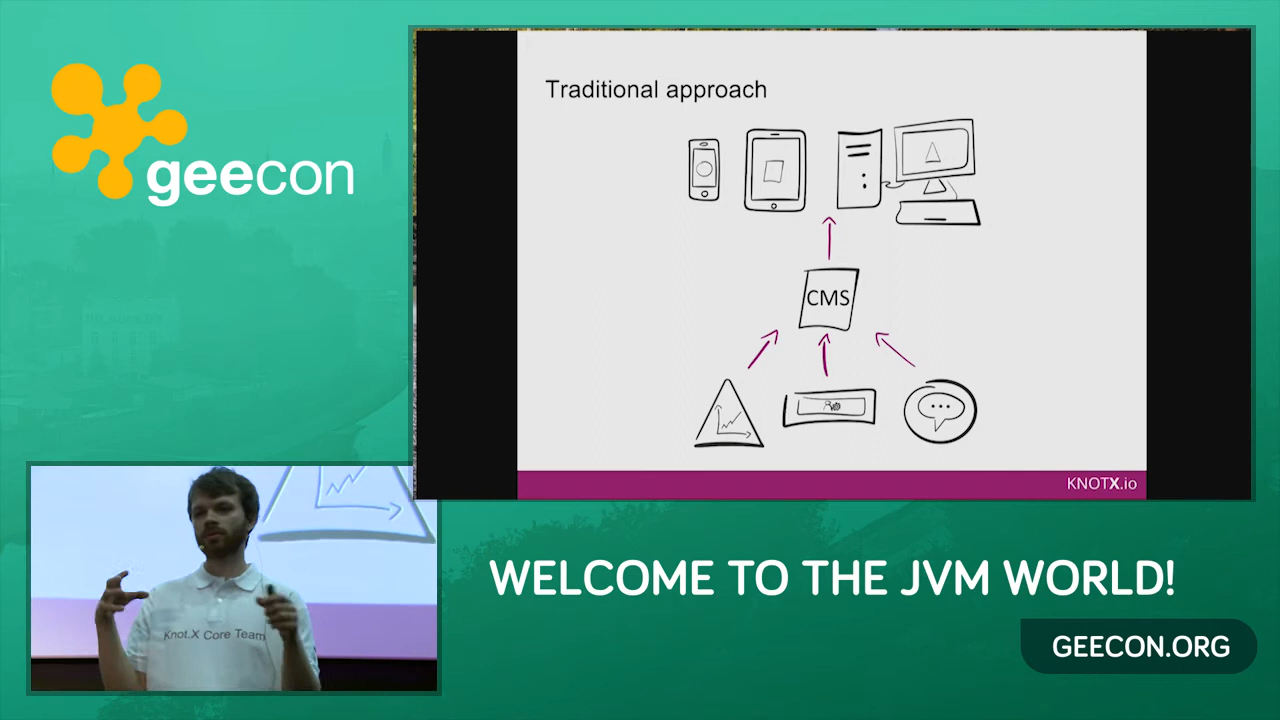 geecon
Traditional approach
CMS
KNOTX.io
Knot.X Core Team
WELCOME TO THE JVM WORLD!
GEECON.ORG